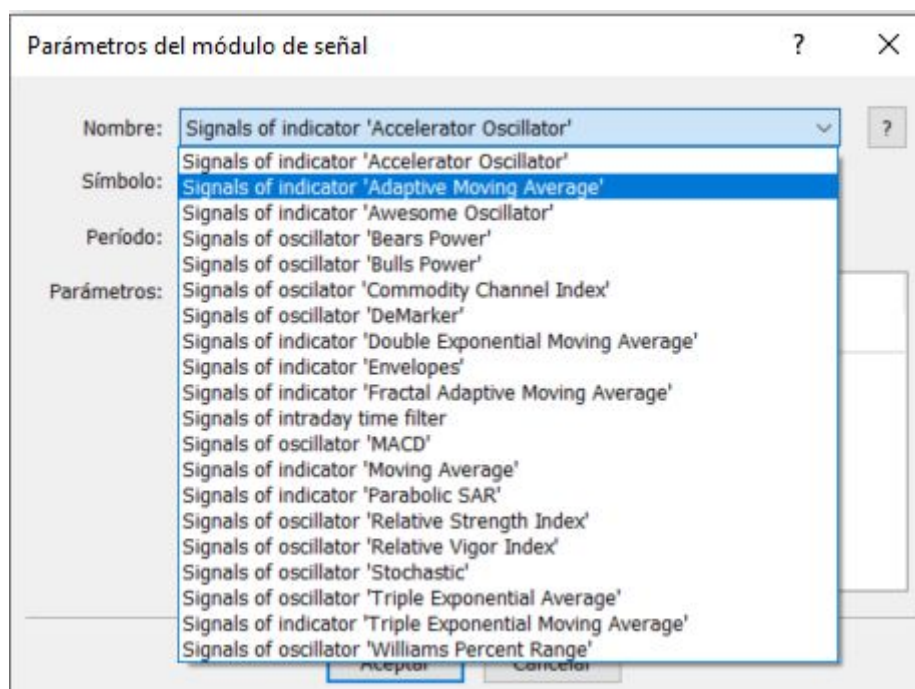 Parámetros del módulo de señal ?
Nombre: Signals of indicator 'Accelerator Oscillator' ?
Signals of indicator 'Accelerator Oscillator'
Símbolo: Signals of indicator 'Adaptive Moving Average'
Signals of indicator 'Awesome Oscillator'
Período: Signals of oscillator 'Bears Power'
Signals of oscillator 'Bulls Power'
Parámetros: Signals of oscilator 'Commodity Channel Index'
Signals of oscillator 'DeMarker'
Signals of indicator 'Double Exponential Moving Average'
Signals of indicator 'Envelopes'
Signals of indicator 'Fractal Adaptive Moving Average'
Signals of intraday time filter
Signals of oscillator 'MACD'
Signals of indicator 'Moving Average'
Signals of indicator 'Parabolic SAR'
Signals of oscillator 'Relative Strength Index'
Signals of oscillator 'Relative Vigor Index'
Signals of oscillator 'Stochastic'
Signals of oscillator 'Triple Exponential Average'
Signals of indicator 'Triple Exponential Moving Average'
Signals of oscillator 'Williams Percent Range'
Aceptar Cancelar